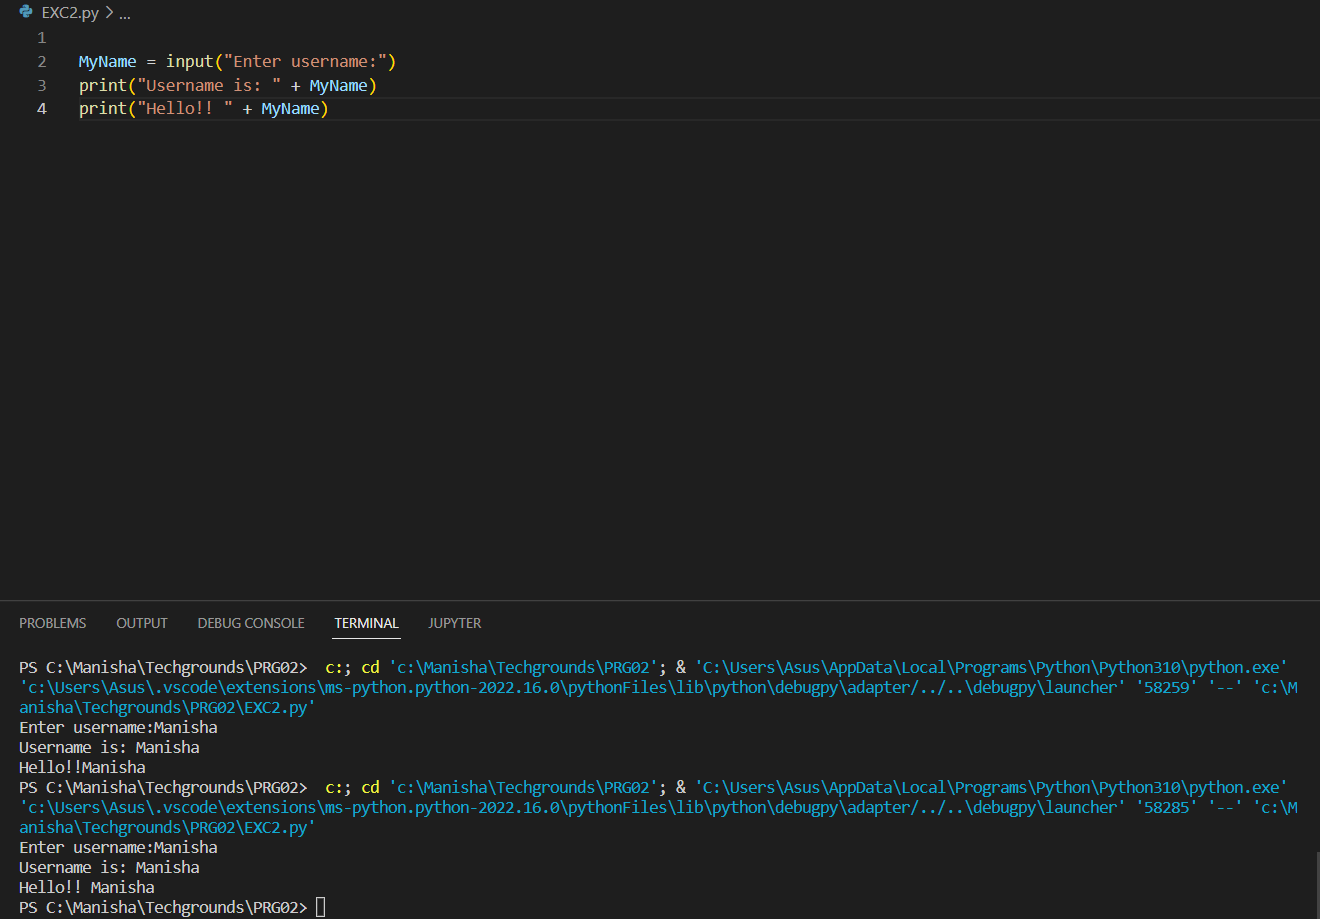 EXC2.py > ...
1
2 MyName = input("Enter username:")
3 print("Username is: " + MyName)
4 print("Hello!! " + MyName)
PROBLEMS OUTPUT DEBUG CONSOLE TERMINAL JUPYTER
PS C:\Manisha\Techgrounds\PRG02>  c:; cd 'c:\Manisha\Techgrounds\PRG02'; & 'C:\Users\Asus\AppData\Local\Programs\Python\Python310\python.exe'
'c:\Users\Asus\.vscode\extensions\ms-python.python-2022.16.0\pythonFiles\lib\python\debugpy\adapter/../..\debugpy\launcher' '58259' '--' 'c:\M
anisha\Techgrounds\PRG02\EXC2.py'
Enter username:Manisha
Username is: Manisha
Hello!!Manisha
PS C:\Manisha\Techgrounds\PRG02>  c:; cd 'c:\Manisha\Techgrounds\PRG02'; & 'C:\Users\Asus\AppData\Local\Programs\Python\Python310\python.exe'
'c:\Users\Asus\.vscode\extensions\ms-python.python-2022.16.0\pythonFiles\lib\python\debugpy\adapter/../..\debugpy\launcher' '58285' '--' 'c:\M
anisha\Techgrounds\PRG02\EXC2.py'
Enter username:Manisha
Username is: Manisha
Hello!! Manisha
PS C:\Manisha\Techgrounds\PRG02>